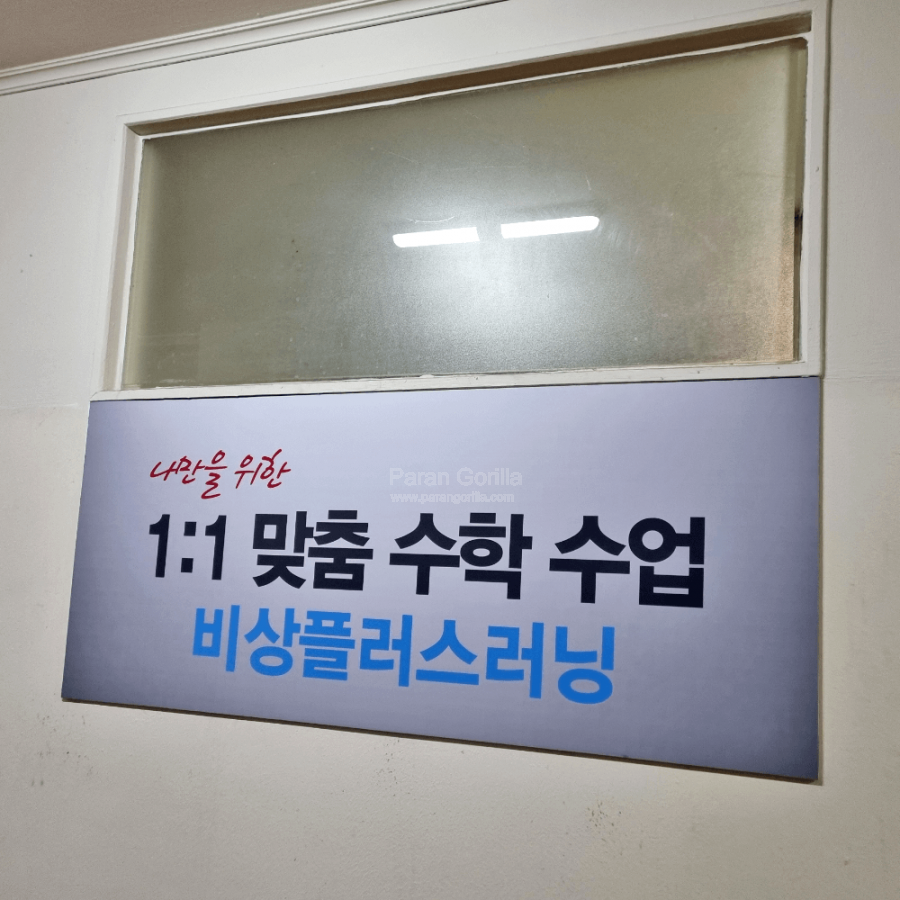 나만을 위한
Paran Gorilla
www.parangorilla.com
1:1 맞춤 수학 수업
비상플러스러닝